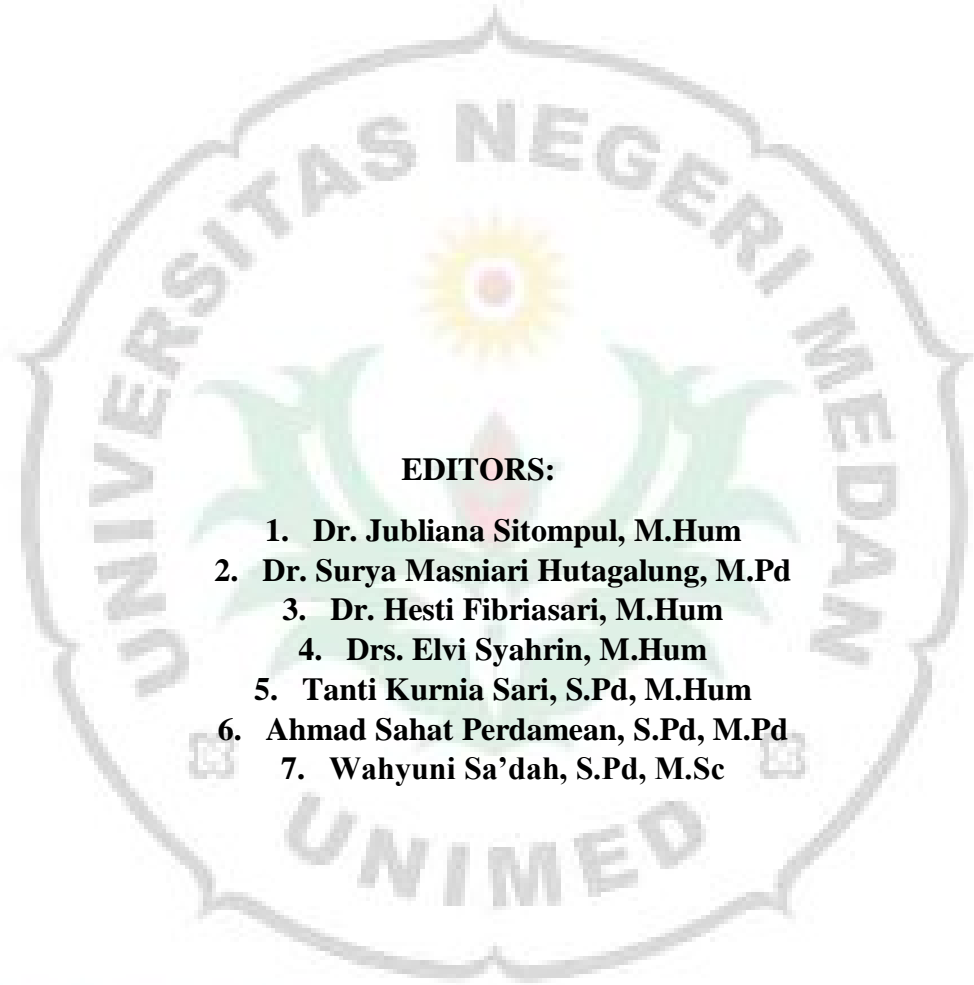 UNIVERSITAS NEGERI MEDAN
EDITORS:
1. Dr. Jubliana Sitompul, M.Hum
2. Dr. Surya Masniari Hutagalung, M.Pd
3. Dr. Hesti Fibriasari, M.Hum
4. Drs. Elvi Syahrin, M.Hum
5. Tanti Kurnia Sari, S.Pd, M.Hum
6. Ahmad Sahat Perdamean, S.Pd, M.Pd
7. Wahyuni Sa’dah, S.Pd, M.Sc
UNIMED